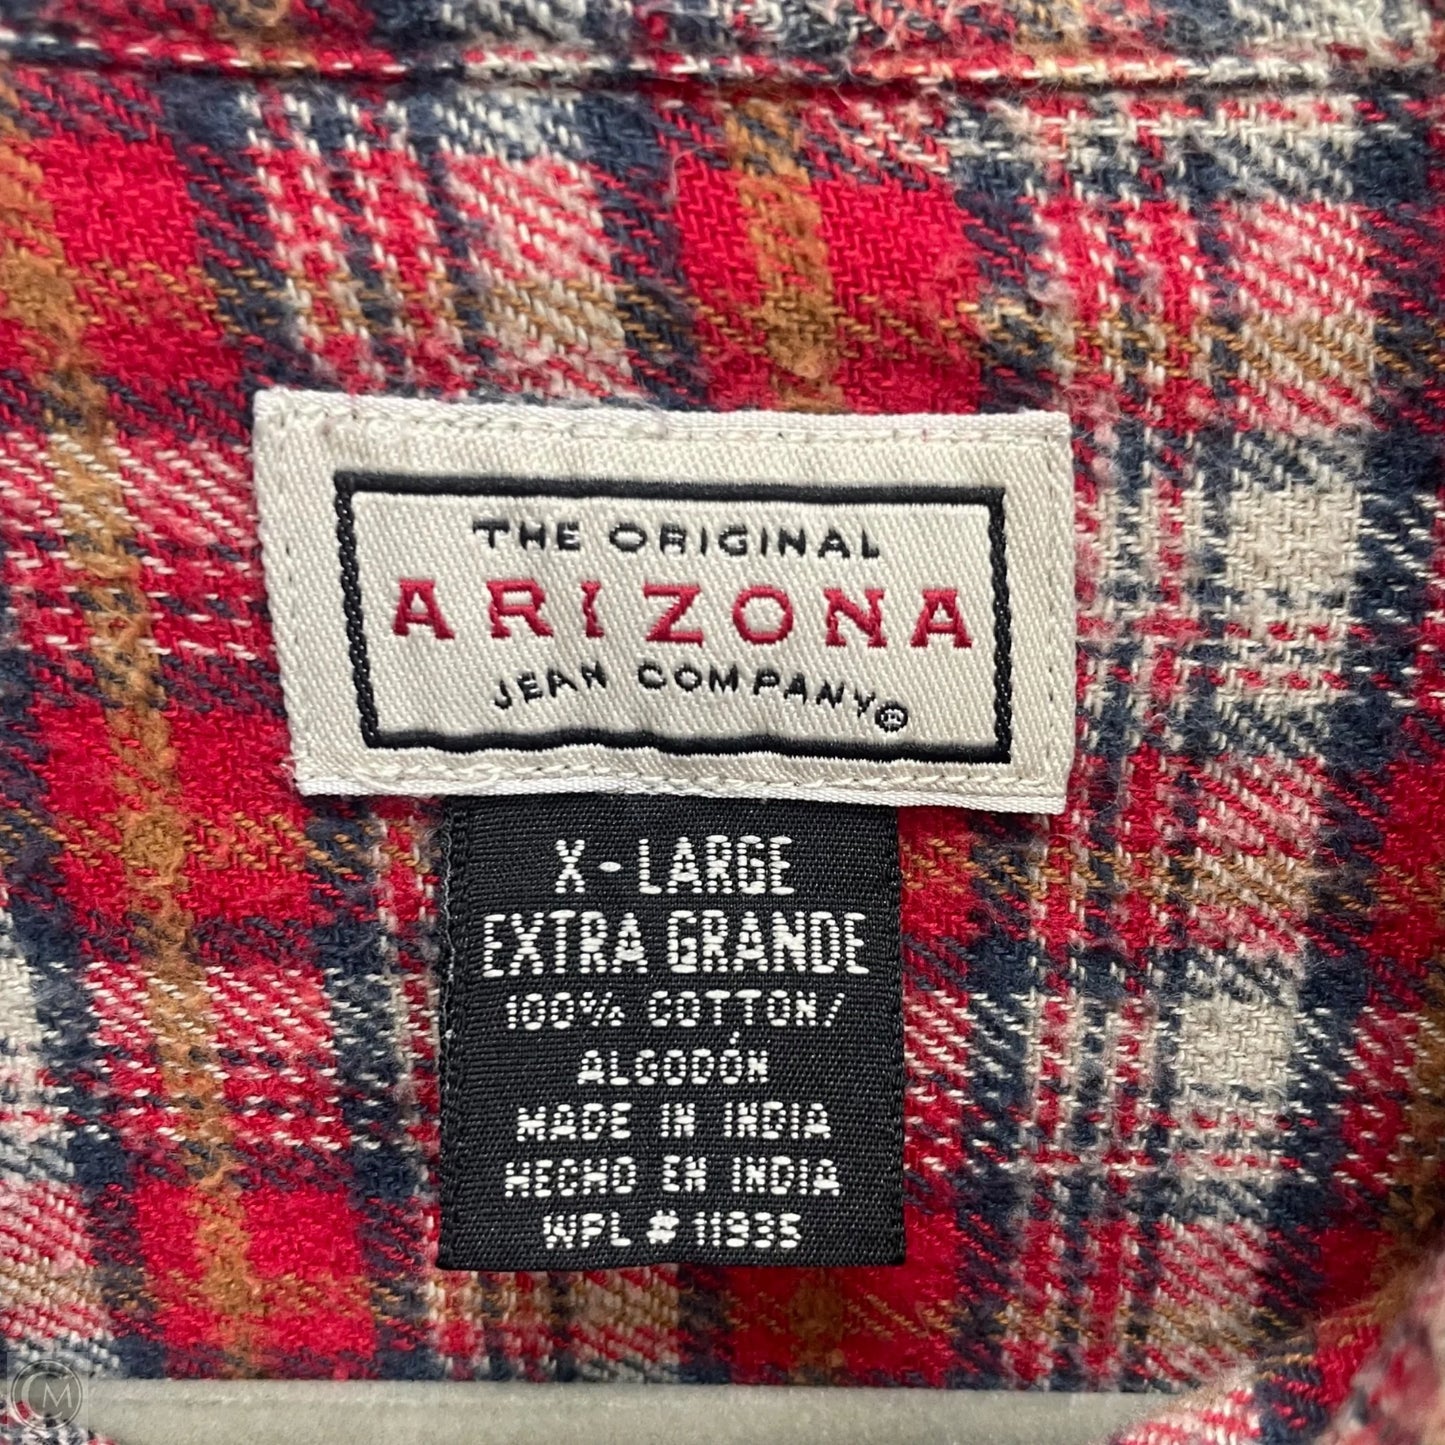 THE ORIGINAL
ARIZONA
JEAN COMPANY®
X-LARGE
EXTRA GRANDE
100% COTTON/
ALGODÓN
MADE IN INDIA
HECHO EN INDIA
WPL # 11935
CM